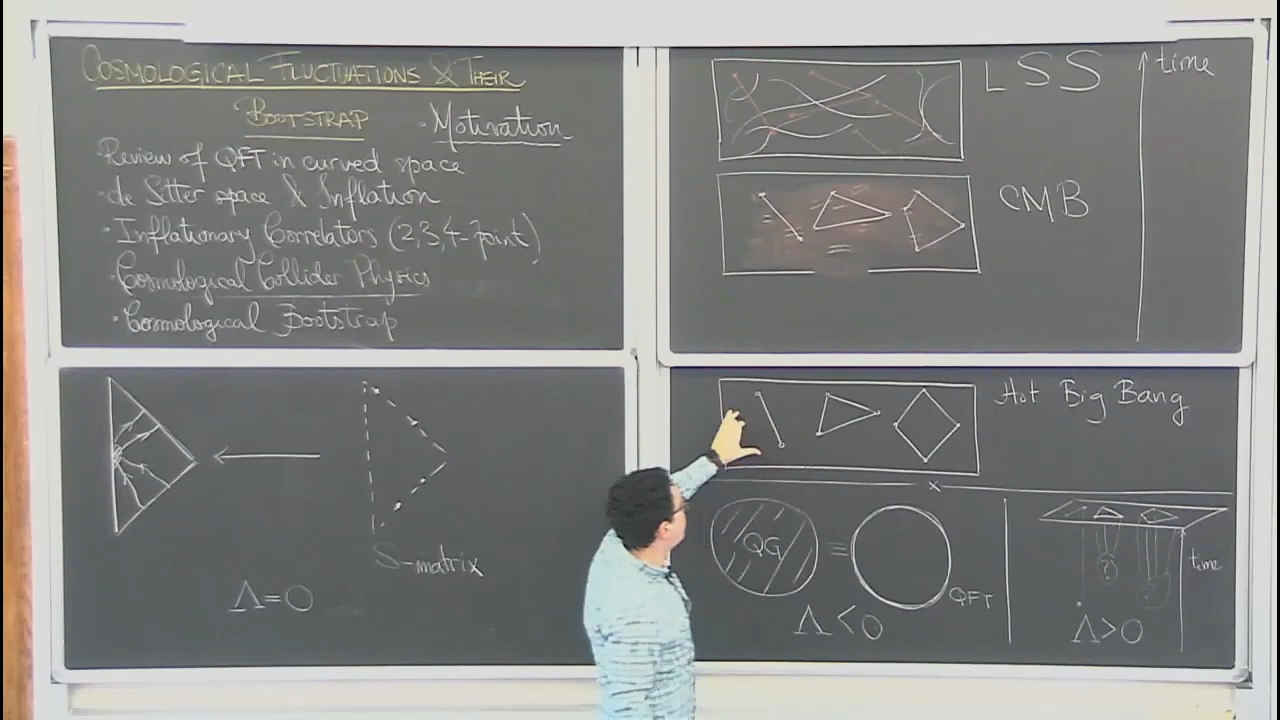 COSMOLOGICAL FLUCTUATIONS & THEIR
BOOTSTRAP
• Motivation
• Review of QFT in curved space
• de Sitter space & Inflation
• Inflationary Correlators (2,3,4-point)
• Cosmological Collider Physics
• Cosmological Bootstrap
LSS
time
CMB
S-matrix
Λ=0
Hot Big Bang
QG
=
QFT
Λ<0
?
time
Λ>0